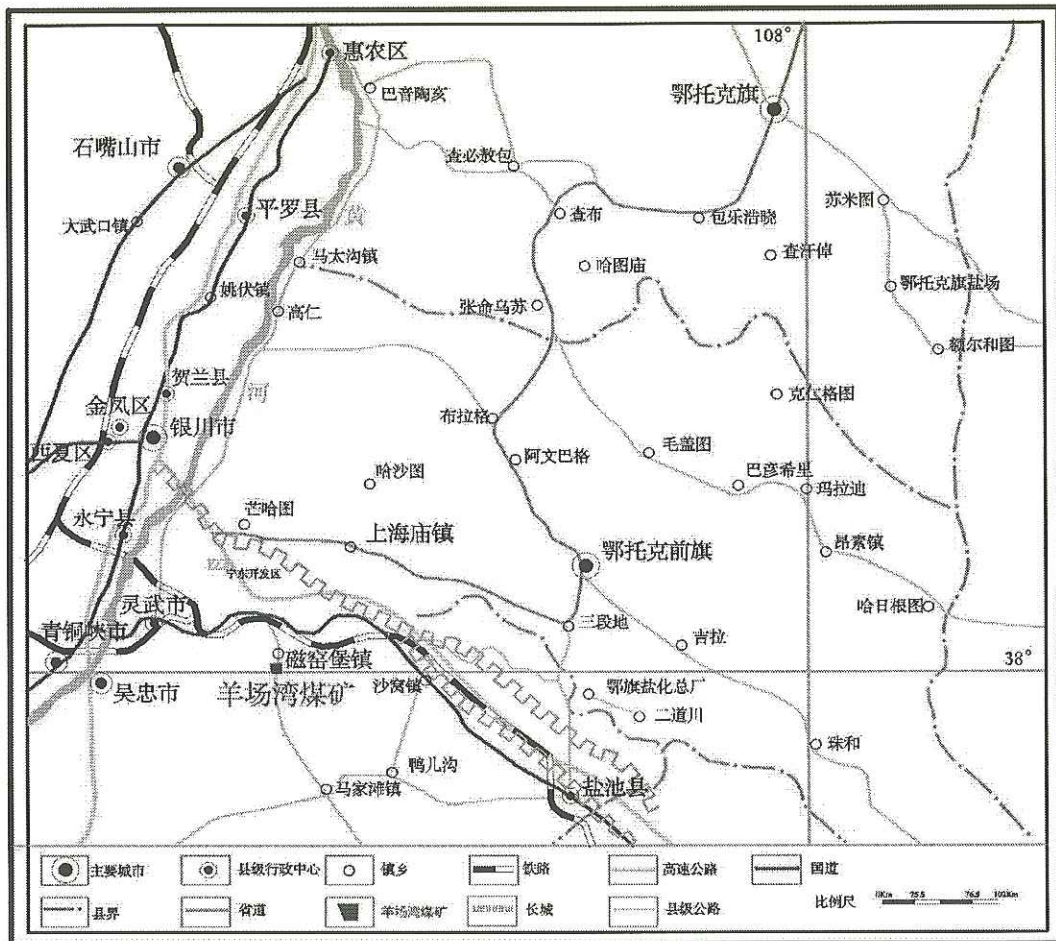 108°
惠农区
巴音陶亥
鄂托克旗
石嘴山市
查必敖包
苏米图
大武口镇
平罗县
黄
查布
包乐浩晓
马太沟镇
哈图庙
查汗倬
姚伏镇
高仁
张命乌苏
鄂托克旗盐场
额尔和图
贺兰县
河
金凤区
银川市
布拉格
克仁格图
西夏区
阿文巴格
毛盖图
哈沙图
巴彦希里
玛拉迪
永宁县
芒哈图
上海庙镇
昂素镇
宁东开发区
鄂托克前旗
灵武市
哈日根图
青铜峡市
三段地
吉拉
磁窑堡镇
38°
吴忠市
羊场湾煤矿
沙窝镇
鄂旗盐化总厂
二道川
珠和
鸭儿沟
马家滩镇
盐池县
主要城市
县级行政中心
镇乡
铁路
高速公路
国道
县界
省道
羊场湾煤矿
长城
县级公路
比例尺